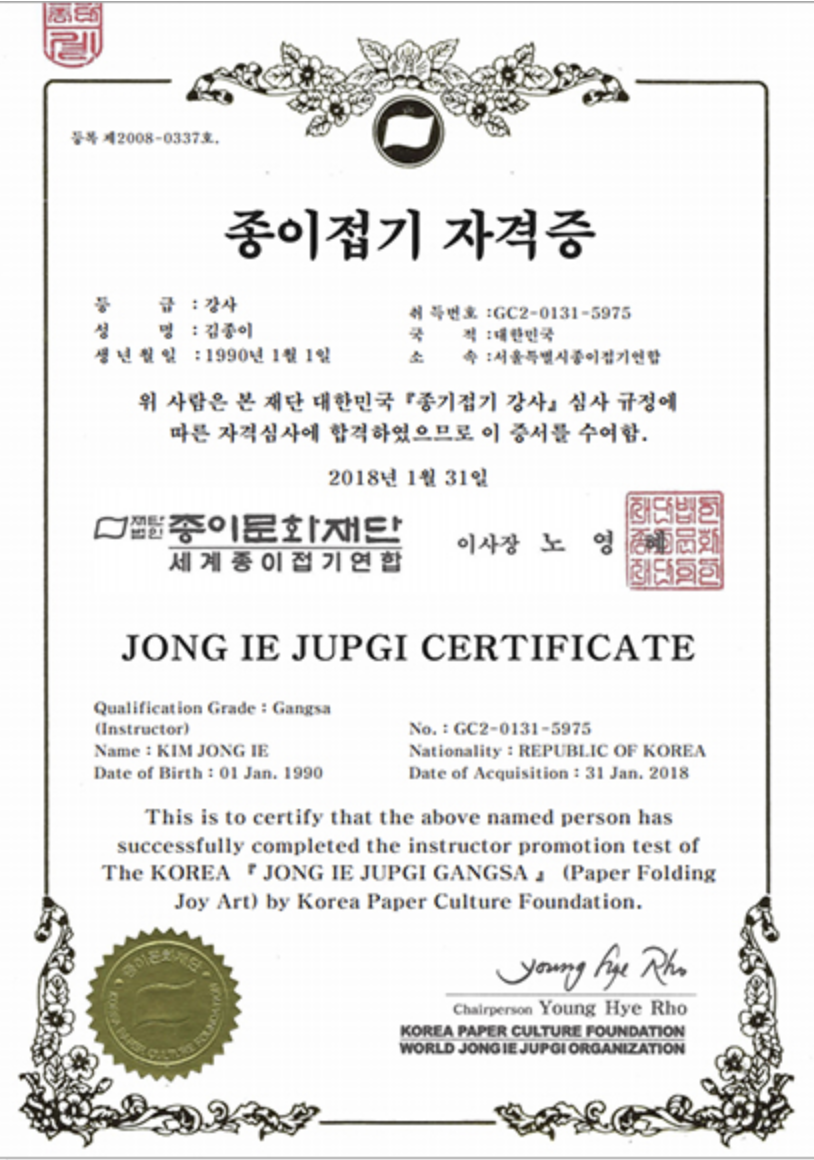 등록 제2008-0337호.
종이접기 자격증
등 급 : 강사
성 명 : 김종이
생 년 월 일 : 1990년 1월 1일
취 득번호 :GC2-0131-5975
국 적 :대한민국
소 속 :서울특별시종이접기연합
위 사람은 본 재단 대한민국 『종기접기 강사』 심사 규정에
따른 자격심사에 합격하였으므로 이 증서를 수여함.
2018년 1월 31일
재단법인 종이문화재단
세계종이접기연합
이사장 노 영 혜
JONG IE JUPGI CERTIFICATE
Qualification Grade : Gangsa
(Instructor)
Name : KIM JONG IE
Date of Birth : 01 Jan. 1990
No. : GC2-0131-5975
Nationality : REPUBLIC OF KOREA
Date of Acquisition : 31 Jan. 2018
This is to certify that the above named person has
successfully completed the instructor promotion test of
The KOREA 『 JONG IE JUPGI GANGSA 』 (Paper Folding
Joy Art) by Korea Paper Culture Foundation.
종이문화재단
KOREA PAPER CULTURE FOUNDATION
young hye Rho
Chairperson Young Hye Rho
KOREA PAPER CULTURE FOUNDATION
WORLD JONG IE JUPGI ORGANIZATION